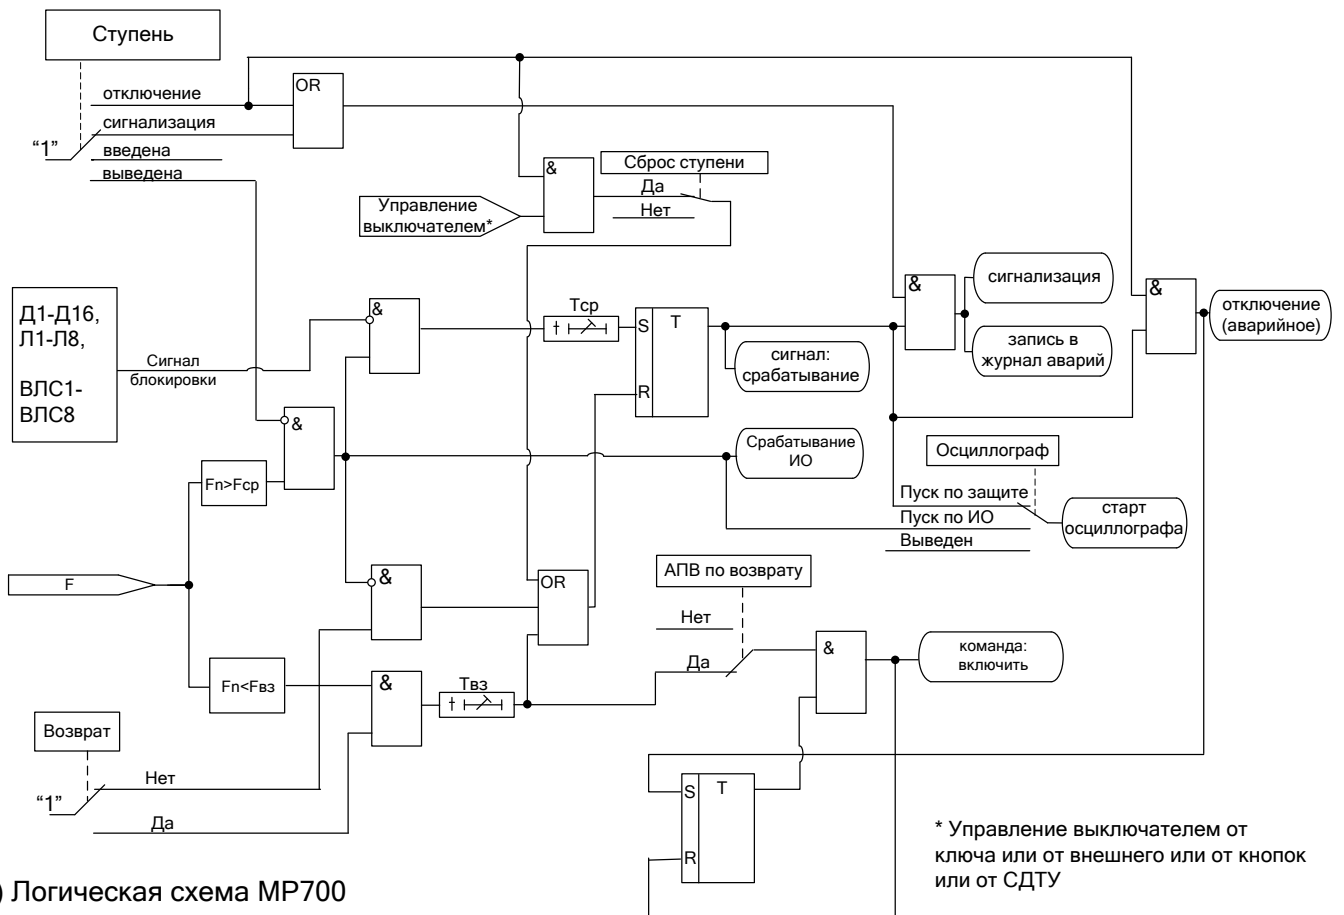 Ступень
отключение
сигнализация
"1"
введена
выведена
OR
&
Сброс ступени
Да
Нет
Управление
выключателем*
Д1-Д16,
Л1-Л8,
ВЛС1-
ВЛС8
Сигнал
блокировки
&
Тср
S
T
R
сигнал:
срабатывание
&
сигнализация
запись в
журнал аварий
&
отключение
(аварийное)
&
Fn>Fср
Срабатывание
ИО
Осциллограф
Пуск по защите
Пуск по ИО
Выведен
старт
осциллографа
F
&
OR
АПВ по возврату
Нет
Да
&
команда:
включить
Fn<Fвз
&
Твз
Возврат
"1"
Нет
Да
S
T
R
* Управление выключателем от
ключа или от внешнего или от кнопок
или от СДТУ
) Логическая схема МР700